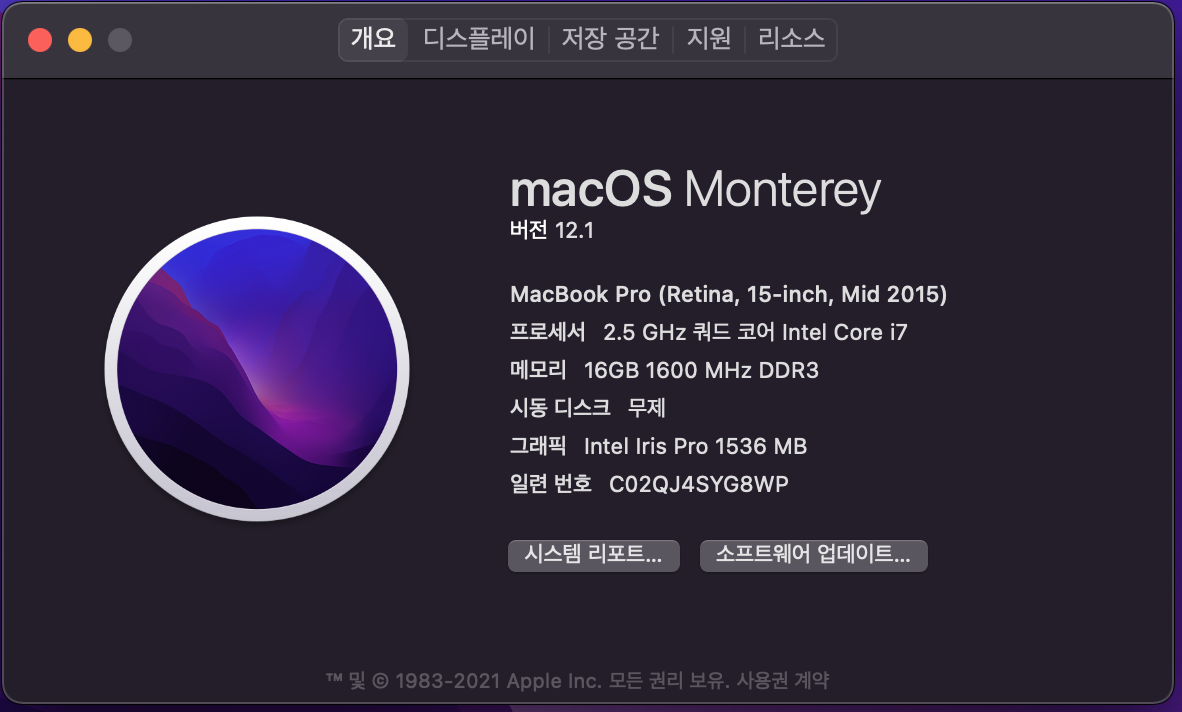 개요 디스플레이 저장 공간 지원 리소스
macOS Monterey
버전 12.1
MacBook Pro (Retina, 15-inch, Mid 2015)
프로세서 2.5 GHz 쿼드 코어 Intel Core i7
메모리 16GB 1600 MHz DDR3
시동 디스크 무제
그래픽 Intel Iris Pro 1536 MB
일련 번호 C02QJ4SYG8WP
시스템 리포트... 소프트웨어 업데이트...
™ 및 © 1983-2021 Apple Inc. 모든 권리 보유. 사용권 계약